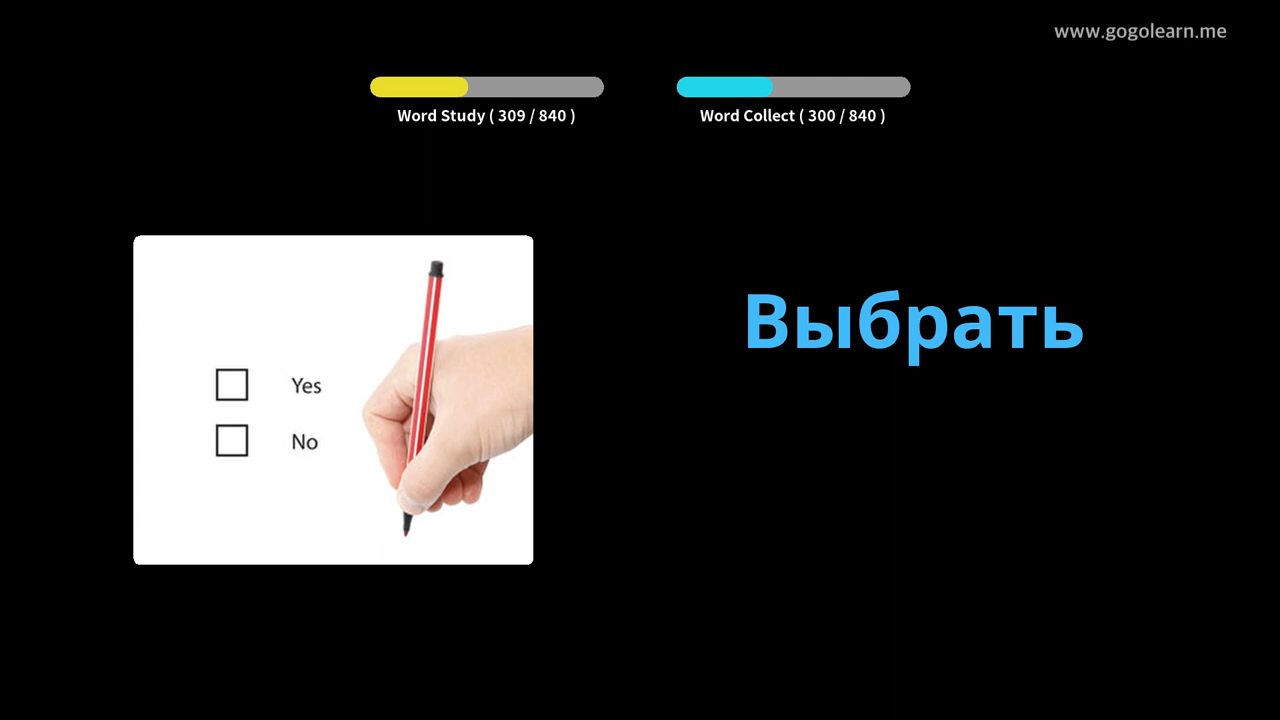 www.gogolearn.me
Word Study ( 309 / 840 )
Word Collect ( 300 / 840 )
Выбрать
Yes
No